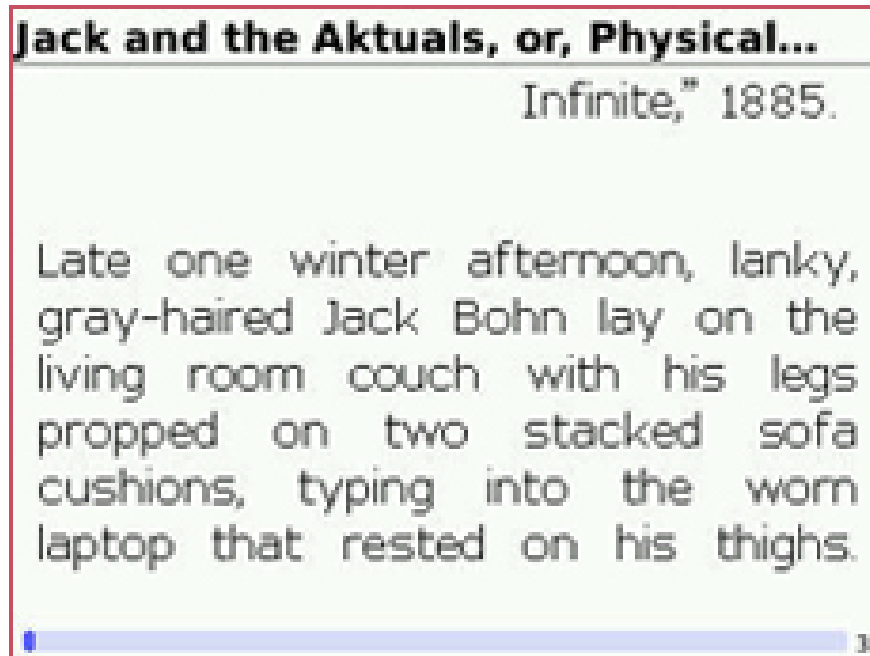 Jack and the Aktuals, or, Physical...
Infinite,” 1885.
Late one winter afternoon, lanky,
gray-haired Jack Bohn lay on the
living room couch with his legs
propped on two stacked sofa
cushions, typing into the worn
laptop that rested on his thighs.